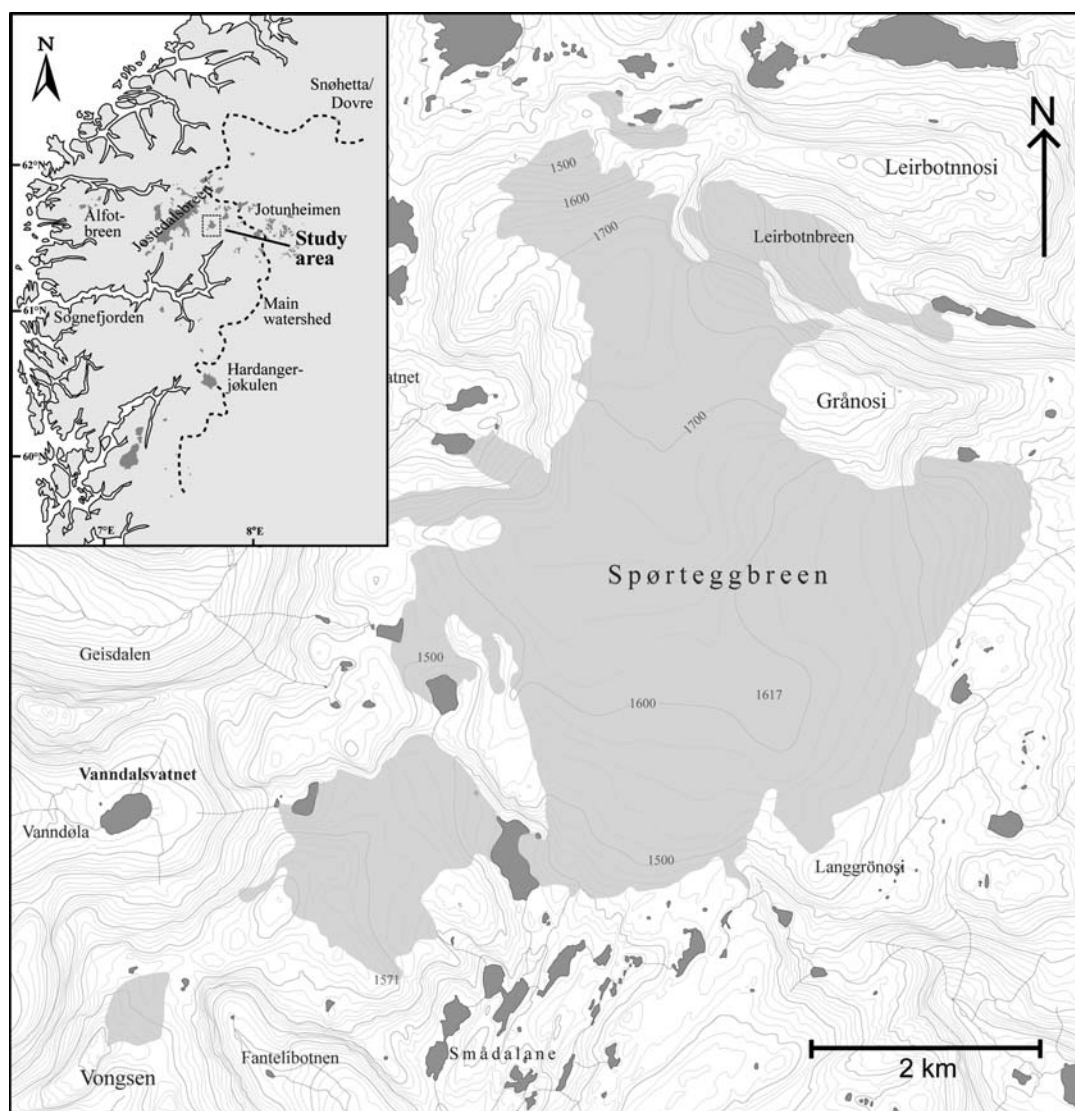 N
Snøhetta/
Dovre
62°N
Ålfot-
breen
Jostedalsbreen
Jotunheimen
Study
area
61°N
Sognefjorden
Main
watershed
Hardanger-
jøkulen
60°N
7°E
8°E
N
1500
1600
1700
Leirbotnnosi
Leirbotnbreen
atnet
Grånosi
1700
Spørteggbreen
Geisdalen
1500
1600
1617
Vanndalsvatnet
Vanndøla
1500
Langgrönosi
1571
Fantelibotnen
Smådalane
Vongsen
2 km